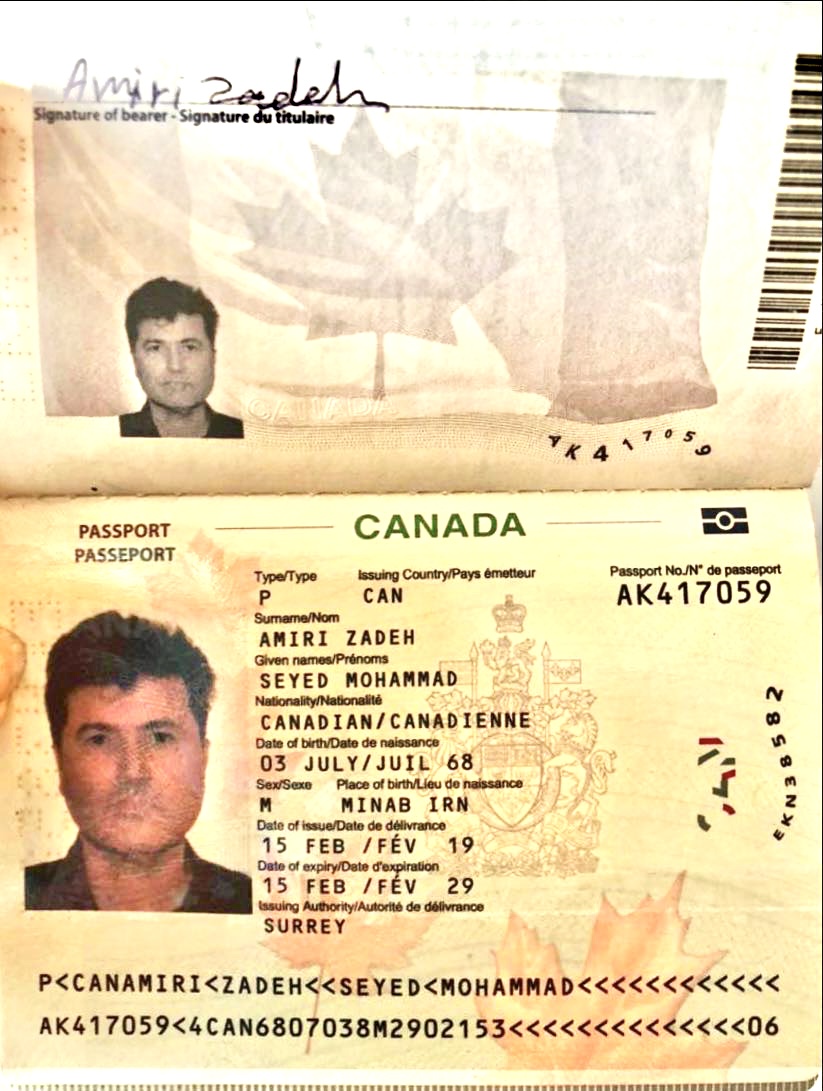 Amiri Zadeh
Signature of bearer - Signature du titulaire
CANADA
AK417059
PASSPORT
PASSEPORT
CANADA
Type/Type Issuing Country/Pays émetteur Passport No./N° de passeport
P CAN AK417059
Surname/Nom
AMIRI ZADEH
Given names/Prénoms
SEYED MOHAMMAD
Nationality/Nationalité
CANADIAN/CANADIENNE
Date of birth/Date de naissance
03 JULY/JUIL 68
Sex/Sexe Place of birth/Lieu de naissance
M MINAB IRN
Date of issue/Date de délivrance
15 FEB /FÉV 19
Date of expiry/Date d'expiration
15 FEB /FÉV 29
Issuing Authority/Autorité de délivrance
SURREY
CAN
EKN38582
P<CANAMIRI<ZADEH<<SEYED<MOHAMMAD<<<<<<<<<<<<
AK417059<4CAN6807038M2902153<<<<<<<<<<<<<<06